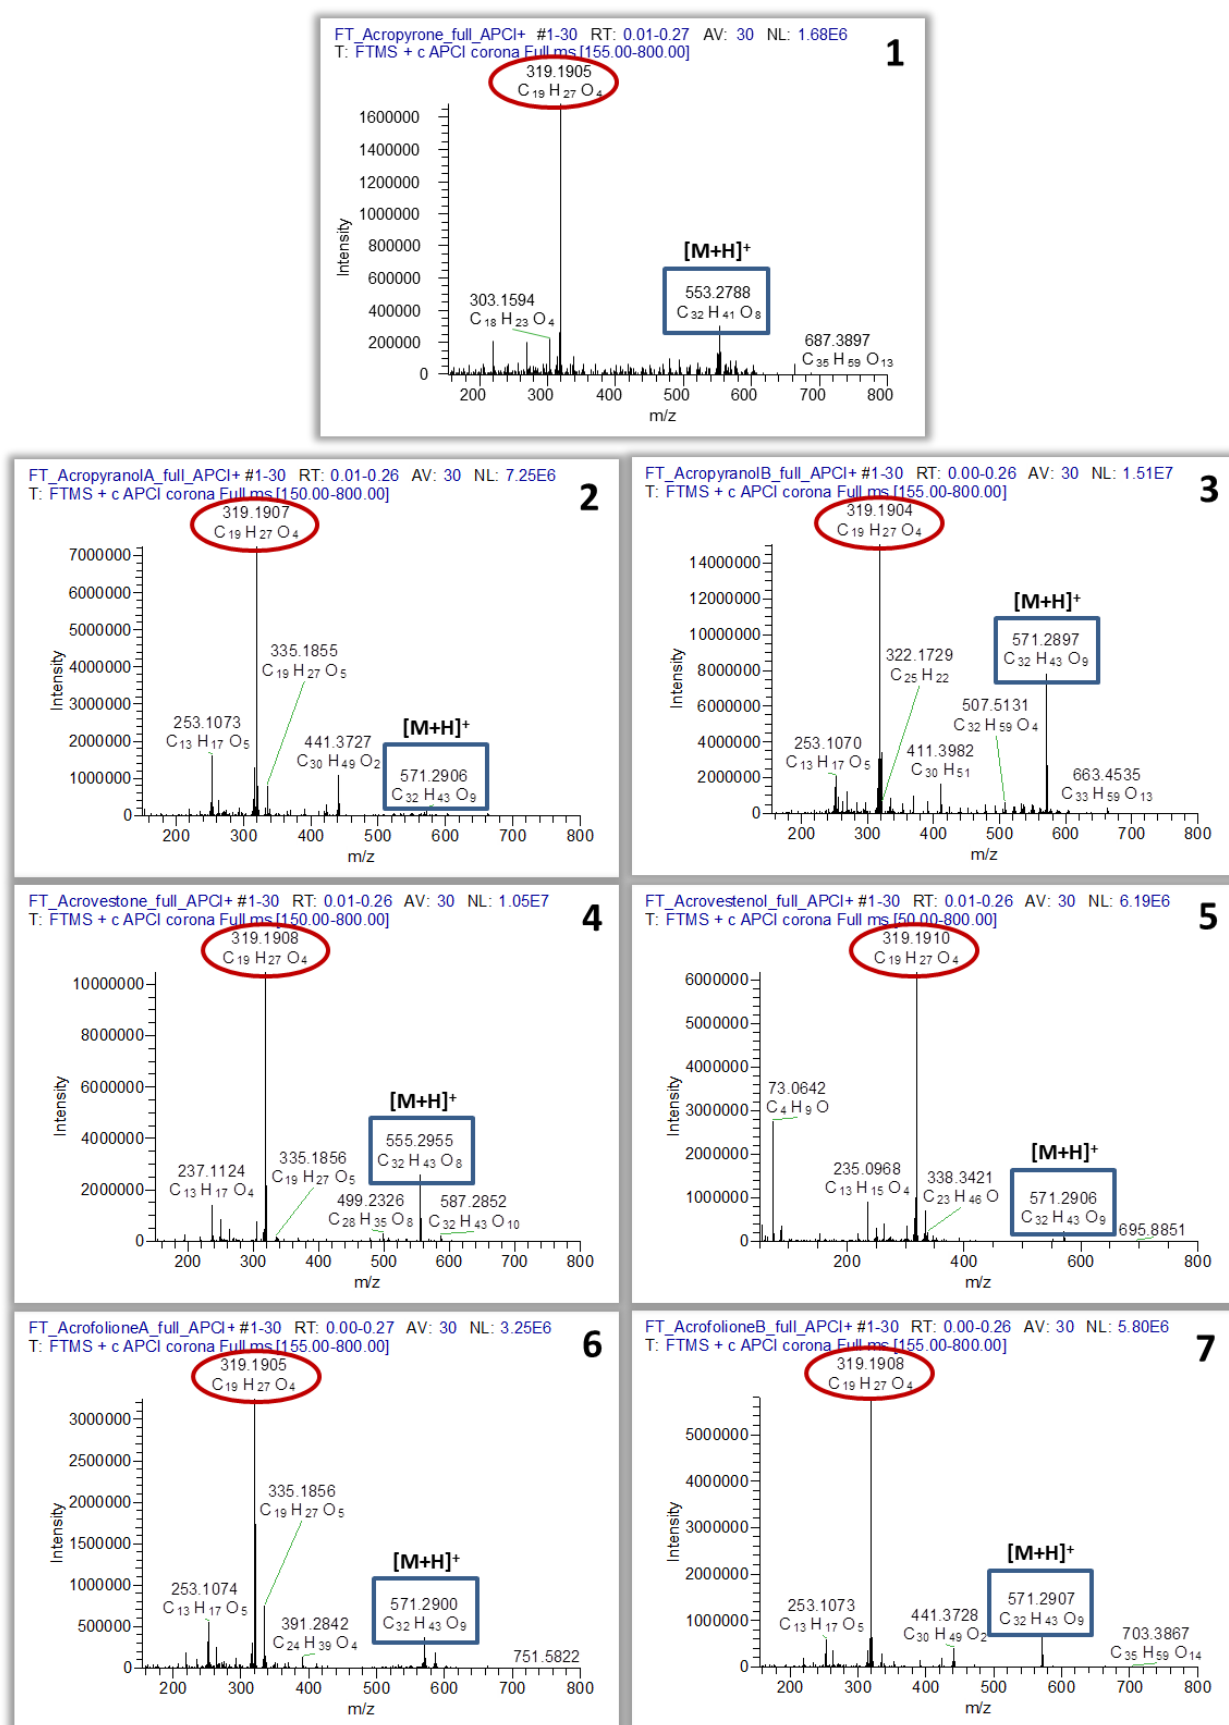 FT_Acropyrone_full_APCI+ #1-30 RT: 0.01-0.27 AV: 30 NL: 1.68E6
T: FTMS + c APCI corona Full ms [155.00-800.00]
1
319.1905
C19 H27 O4
1600000
1400000
1200000
1000000
800000
600000
400000
200000
0
Intensity
[M+H]+
553.2788
C32 H41 O8
303.1594
C18 H23 O4
687.3897
C35 H59 O13
200 300 400 500 600 700 800
m/z
FT_AcropyranolA_full_APCI+ #1-30 RT: 0.01-0.26 AV: 30 NL: 7.25E6
T: FTMS + c APCI corona Full ms [150.00-800.00]
2
319.1907
C19 H27 O4
7000000
6000000
5000000
4000000
3000000
2000000
1000000
0
Intensity
335.1855
C19 H27 O5
253.1073
C13 H17 O5
441.3727
C30 H49 O2
[M+H]+
571.2906
C32 H43 O9
200 300 400 500 600 700 800
m/z
FT_AcropyranolB_full_APCI+ #1-30 RT: 0.00-0.26 AV: 30 NL: 1.51E7
T: FTMS + c APCI corona Full ms [155.00-800.00]
3
319.1904
C19 H27 O4
14000000
12000000
10000000
8000000
6000000
4000000
2000000
0
Intensity
[M+H]+
571.2897
C32 H43 O9
322.1729
C25 H22
507.5131
C32 H59 O4
253.1070
C13 H17 O5
411.3982
C30 H51
663.4535
C33 H59 O13
200 300 400 500 600 700 800
m/z
FT_Acrovestone_full_APCI+ #1-30 RT: 0.01-0.26 AV: 30 NL: 1.05E7
T: FTMS + c APCI corona Full ms [150.00-800.00]
4
319.1908
C19 H27 O4
10000000
8000000
6000000
4000000
2000000
0
Intensity
[M+H]+
555.2955
C32 H43 O8
237.1124
C13 H17 O4
335.1856
C19 H27 O5
499.2326
C28 H35 O8
587.2852
C32 H43 O10
200 300 400 500 600 700 800
m/z
FT_Acrovestenol_full_APCI+ #1-30 RT: 0.01-0.26 AV: 30 NL: 6.19E6
T: FTMS + c APCI corona Full ms [50.00-800.00]
5
319.1910
C19 H27 O4
6000000
5000000
4000000
3000000
2000000
1000000
0
Intensity
73.0642
C4 H9 O
235.0968
C13 H15 O4
338.3421
C23 H46 O
[M+H]+
571.2906
C32 H43 O9
695.8851
200 400 600 800
m/z
FT_AcrofolioneA_full_APCI+ #1-30 RT: 0.00-0.27 AV: 30 NL: 3.25E6
T: FTMS + c APCI corona Full ms [155.00-800.00]
6
319.1905
C19 H27 O4
3000000
2500000
2000000
1500000
1000000
500000
0
Intensity
335.1856
C19 H27 O5
253.1074
C13 H17 O5
391.2842
C24 H39 O4
[M+H]+
571.2900
C32 H43 O9
751.5822
200 300 400 500 600 700 800
m/z
FT_AcrofolioneB_full_APCI+ #1-30 RT: 0.00-0.26 AV: 30 NL: 5.80E6
T: FTMS + c APCI corona Full ms [155.00-800.00]
7
319.1908
C19 H27 O4
5000000
4000000
3000000
2000000
1000000
0
Intensity
253.1073
C13 H17 O5
441.3728
C30 H49 O2
[M+H]+
571.2907
C32 H43 O9
703.3867
C35 H59 O14
200 300 400 500 600 700 800
m/z